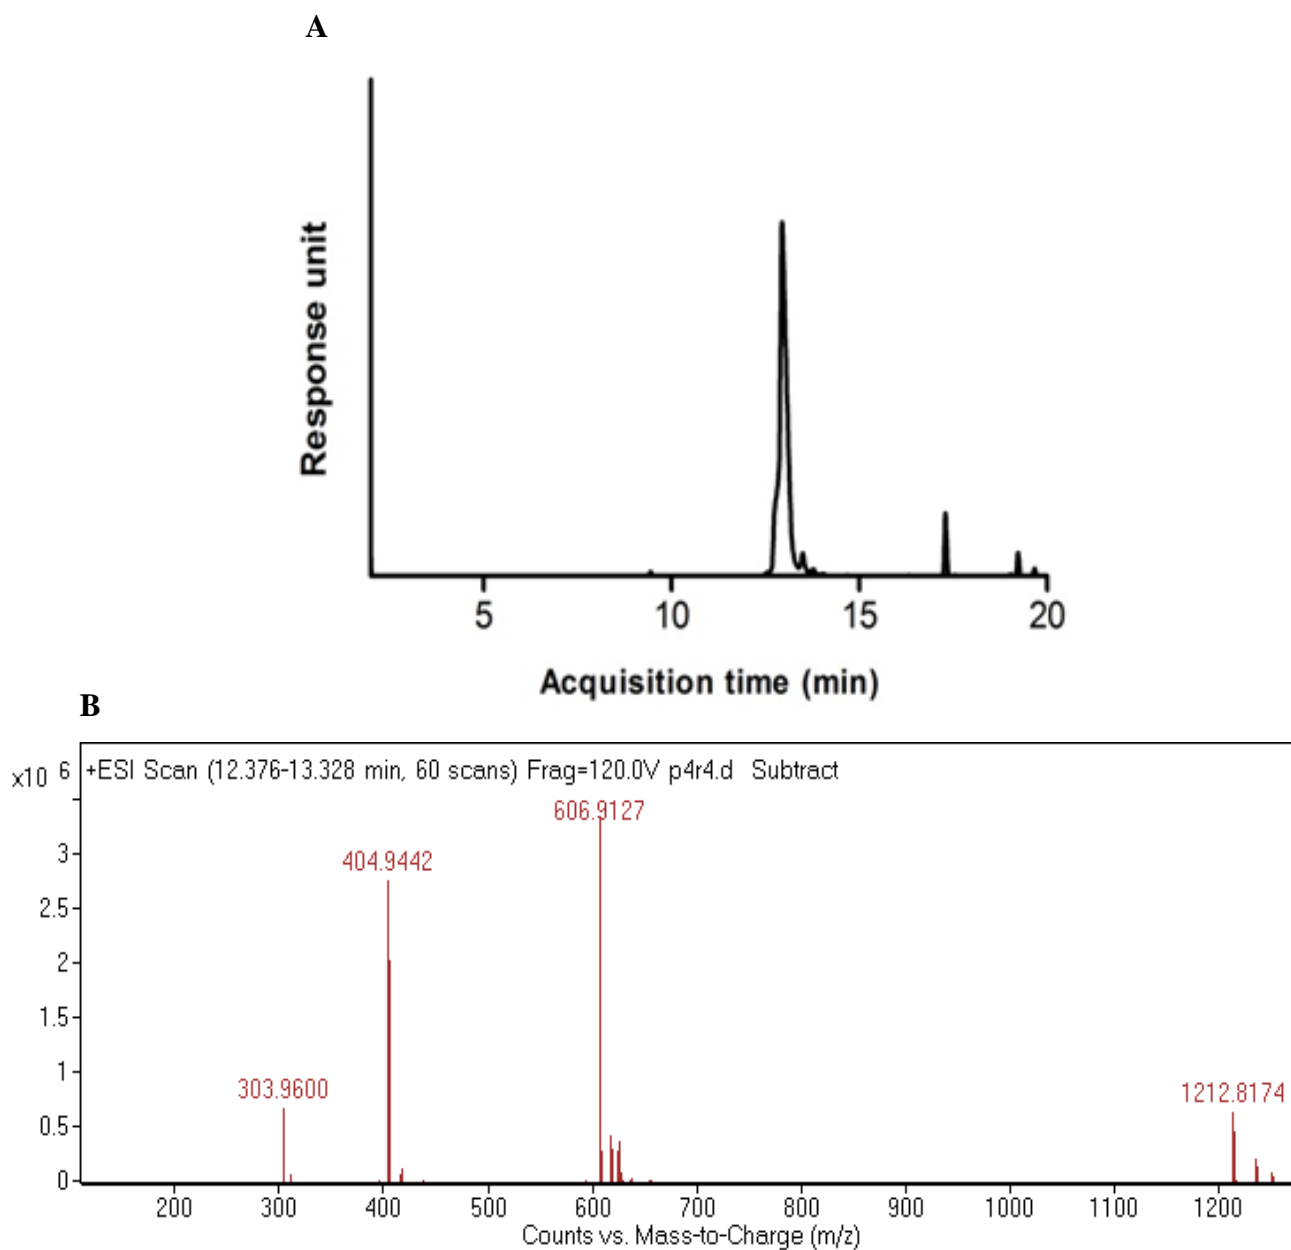 A
Response unit
5 10 15 20
Acquisition time (min)
B
x10 6
+ESI Scan (12.376-13.328 min, 60 scans) Frag=120.0V p4r4.d Subtract
606.9127
404.9442
303.9600
1212.8174
3
2.5
2
1.5
1
0.5
0
200 300 400 500 600 700 800 900 1000 1100 1200
Counts vs. Mass-to-Charge (m/z)